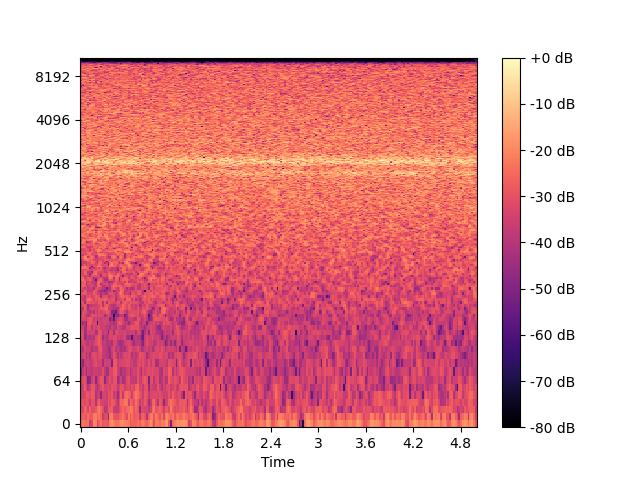 8192
4096
2048
1024
512
256
128
64
0
Hz
0 0.6 1.2 1.8 2.4 3 3.6 4.2 4.8
Time
+0 dB
-10 dB
-20 dB
-30 dB
-40 dB
-50 dB
-60 dB
-70 dB
-80 dB